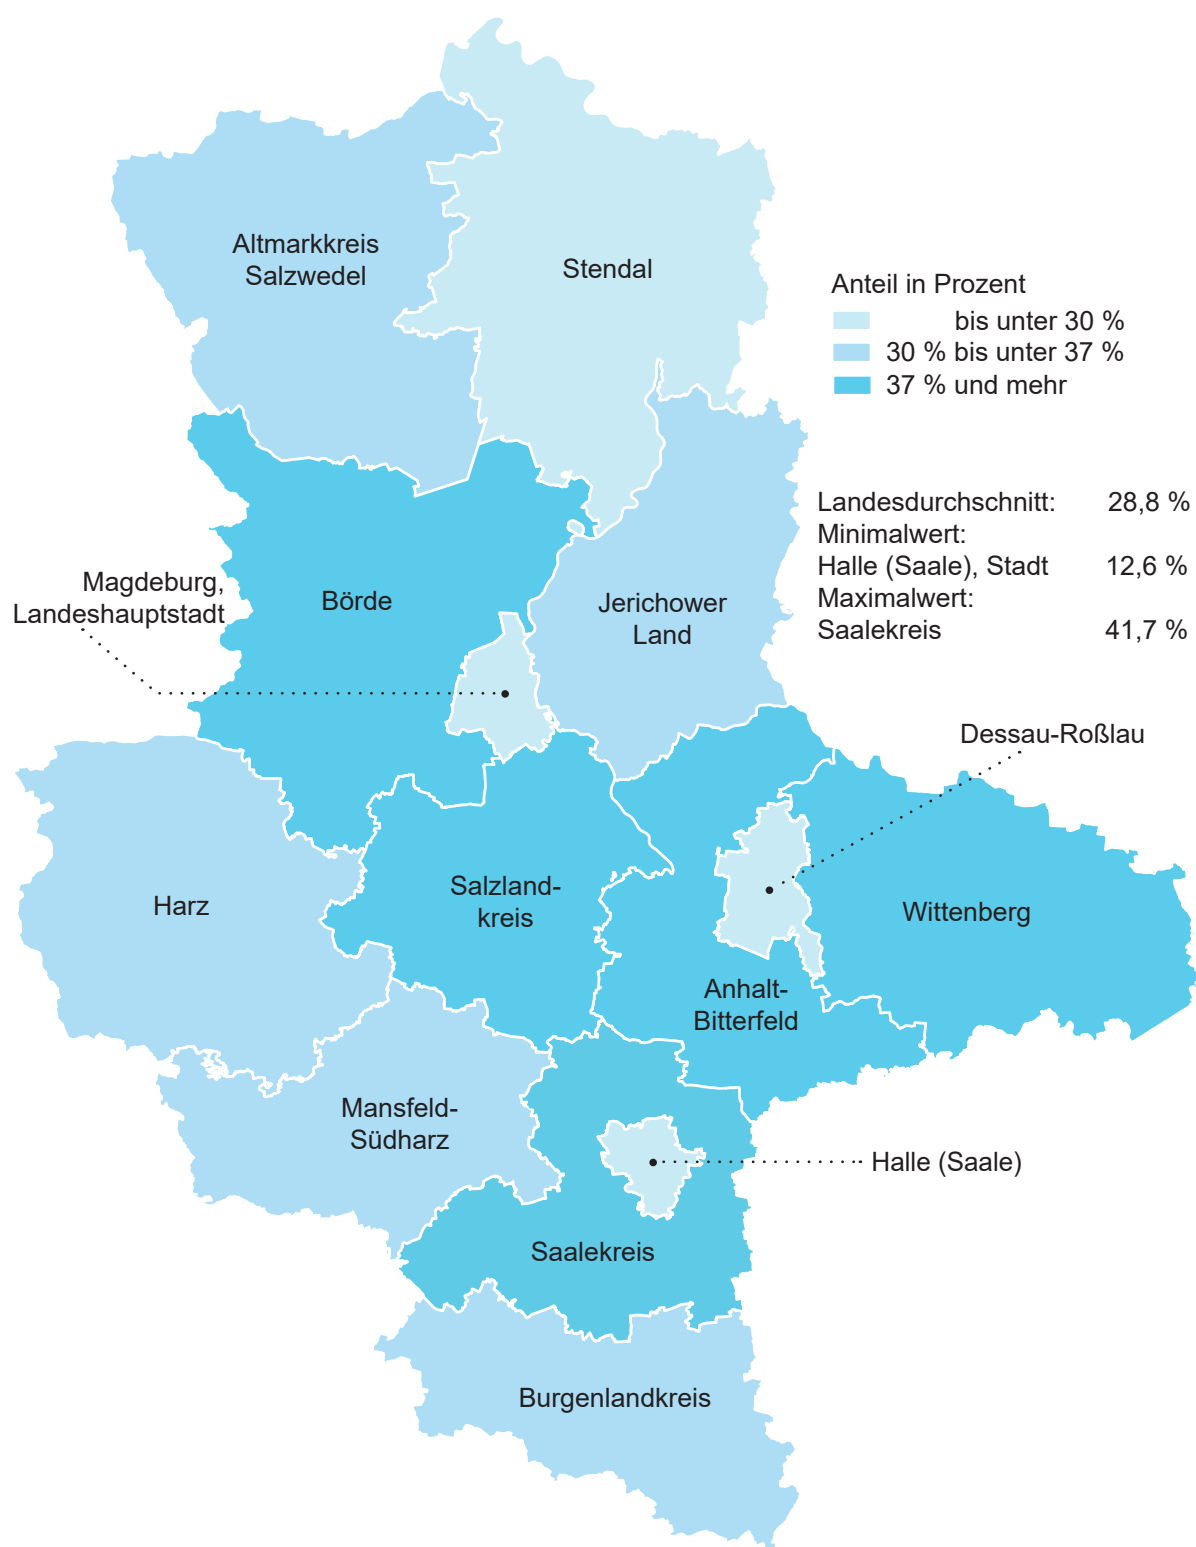 Altmarkkreis
Salzwedel
Stendal
Anteil in Prozent
bis unter 30 %
30 % bis unter 37 %
37 % und mehr
Landesdurchschnitt: 28,8 %
Minimalwert:
Halle (Saale), Stadt 12,6 %
Maximalwert:
Saalekreis 41,7 %
Magdeburg,
Landeshauptstadt
Börde
Jerichower
Land
Dessau-Roßlau
Harz
Salzland-
kreis
Wittenberg
Anhalt-
Bitterfeld
Mansfeld-
Südharz
Halle (Saale)
Saalekreis
Burgenlandkreis